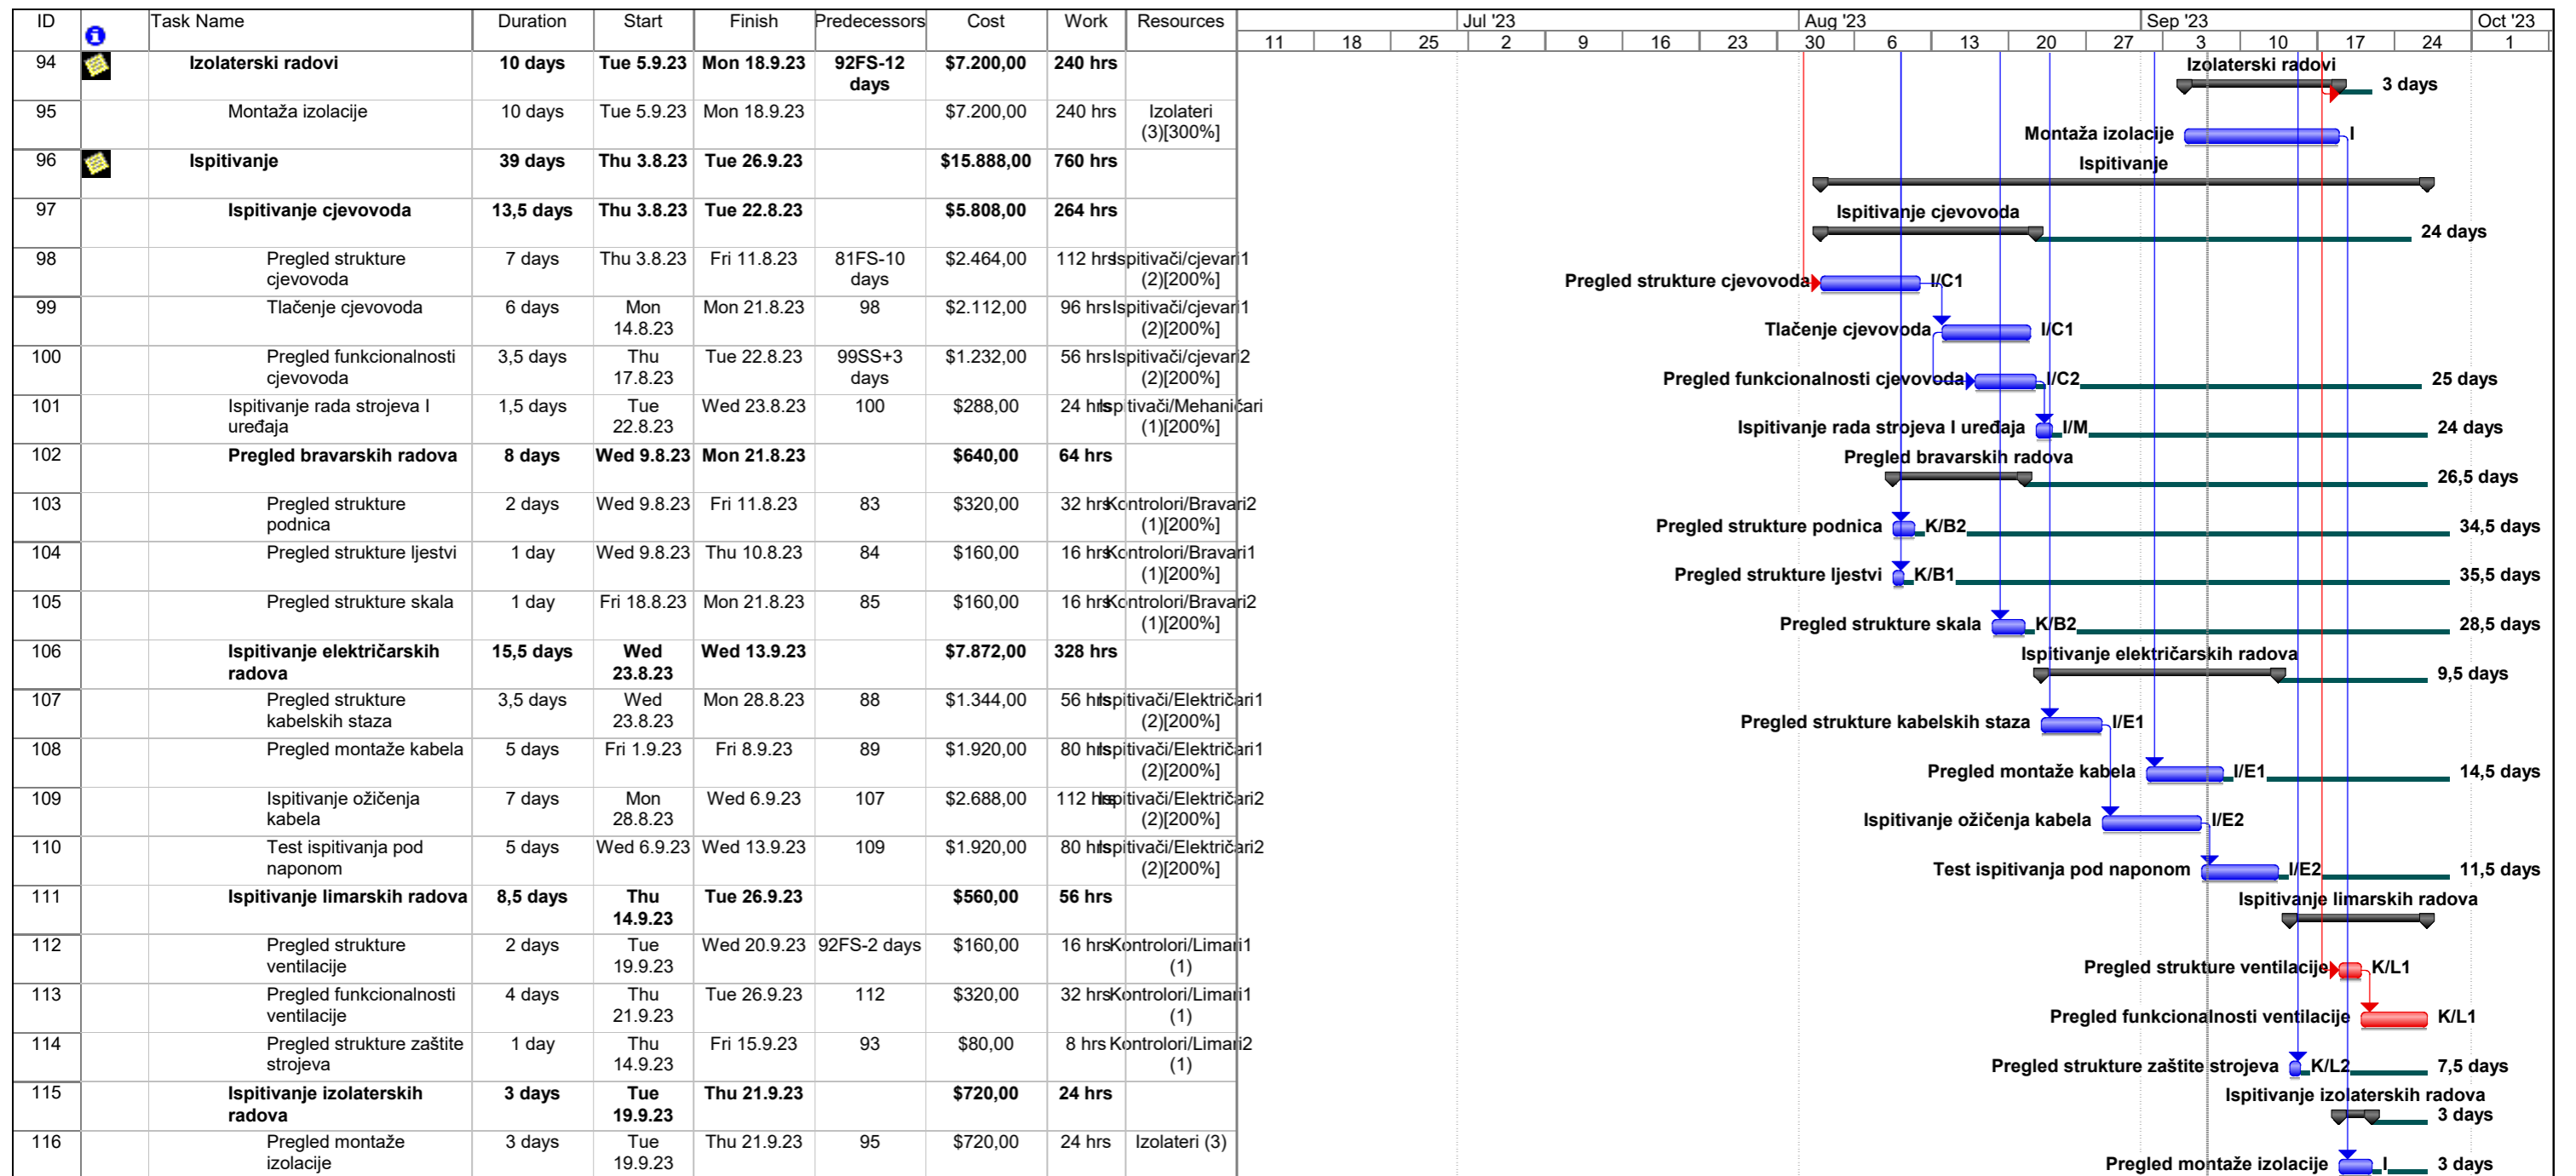 ID Task Name Duration Start Finish Predecessors Cost Work Resources
Jul '23 Aug '23 Sep '23 Oct '23
11 18 25 2 9 16 23 30 6 13 20 27 3 10 17 24 1
94 Izolaterski radovi 10 days Tue 5.9.23 Mon 18.9.23 92FS-12 days $7.200,00 240 hrs
95 Montaža izolacije 10 days Tue 5.9.23 Mon 18.9.23 $7.200,00 240 hrs Izolateri (3)[300%]
96 Ispitivanje 39 days Thu 3.8.23 Tue 26.9.23 $15.888,00 760 hrs
97 Ispitivanje cjevovoda 13,5 days Thu 3.8.23 Tue 22.8.23 $5.808,00 264 hrs
98 Pregled strukture cjevovoda 7 days Thu 3.8.23 Fri 11.8.23 81FS-10 days $2.464,00 112 hrs Ispitivači/cjevari1 (2)[200%]
99 Tlačenje cjevovoda 6 days Mon 14.8.23 Mon 21.8.23 98 $2.112,00 96 hrs Ispitivači/cjevari1 (2)[200%]
100 Pregled funkcionalnosti cjevovoda 3,5 days Thu 17.8.23 Tue 22.8.23 99SS+3 days $1.232,00 56 hrs Ispitivači/cjevari2 (2)[200%]
101 Ispitivanje rada strojeva I uređaja 1,5 days Tue 22.8.23 Wed 23.8.23 100 $288,00 24 hrs Ispitivači/Mehaničari (1)[200%]
102 Pregled bravarskih radova 8 days Wed 9.8.23 Mon 21.8.23 $640,00 64 hrs
103 Pregled strukture podnica 2 days Wed 9.8.23 Fri 11.8.23 83 $320,00 32 hrs Kontrolori/Bravari2 (1)[200%]
104 Pregled strukture ljestvi 1 day Wed 9.8.23 Thu 10.8.23 84 $160,00 16 hrs Kontrolori/Bravari1 (1)[200%]
105 Pregled strukture skala 1 day Fri 18.8.23 Mon 21.8.23 85 $160,00 16 hrs Kontrolori/Bravari2 (1)[200%]
106 Ispitivanje električarskih radova 15,5 days Wed 23.8.23 Wed 13.9.23 $7.872,00 328 hrs
107 Pregled strukture kabelskih staza 3,5 days Wed 23.8.23 Mon 28.8.23 88 $1.344,00 56 hrs Ispitivači/Električari1 (2)[200%]
108 Pregled montaže kabela 5 days Fri 1.9.23 Fri 8.9.23 89 $1.920,00 80 hrs Ispitivači/Električari1 (2)[200%]
109 Ispitivanje ožičenja kabela 7 days Mon 28.8.23 Wed 6.9.23 107 $2.688,00 112 hrs Ispitivači/Električari2 (2)[200%]
110 Test ispitivanja pod naponom 5 days Wed 6.9.23 Wed 13.9.23 109 $1.920,00 80 hrs Ispitivači/Električari2 (2)[200%]
111 Ispitivanje limarskih radova 8,5 days Thu 14.9.23 Tue 26.9.23 $560,00 56 hrs
112 Pregled strukture ventilacije 2 days Tue 19.9.23 Wed 20.9.23 92FS-2 days $160,00 16 hrs Kontrolori/Limari1 (1)
113 Pregled funkcionalnosti ventilacije 4 days Thu 21.9.23 Tue 26.9.23 112 $320,00 32 hrs Kontrolori/Limari1 (1)
114 Pregled strukture zaštite strojeva 1 day Thu 14.9.23 Fri 15.9.23 93 $80,00 8 hrs Kontrolori/Limari2 (1)
115 Ispitivanje izolaterskih radova 3 days Tue 19.9.23 Thu 21.9.23 $720,00 24 hrs
116 Pregled montaže izolacije 3 days Tue 19.9.23 Thu 21.9.23 95 $720,00 24 hrs Izolateri (3)
Izolaterski radovi
3 days
Montaža izolacije I
Ispitivanje
Ispitivanje cjevovoda
24 days
Pregled strukture cjevovoda I/C1
Tlačenje cjevovoda I/C1
Pregled funkcionalnosti cjevovoda I/C2 25 days
Ispitivanje rada strojeva I uređaja I/M 24 days
Pregled bravarskih radova
26,5 days
Pregled strukture podnica K/B2 34,5 days
Pregled strukture ljestvi K/B1 35,5 days
Pregled strukture skala K/B2 28,5 days
Ispitivanje električarskih radova
9,5 days
Pregled strukture kabelskih staza I/E1
Pregled montaže kabela I/E1 14,5 days
Ispitivanje ožičenja kabela I/E2
Test ispitivanja pod naponom I/E2 11,5 days
Ispitivanje limarskih radova
Pregled strukture ventilacije K/L1
Pregled funkcionalnosti ventilacije K/L1
Pregled strukture zaštite strojeva K/L2 7,5 days
Ispitivanje izolaterskih radova
3 days
Pregled montaže izolacije I 3 days